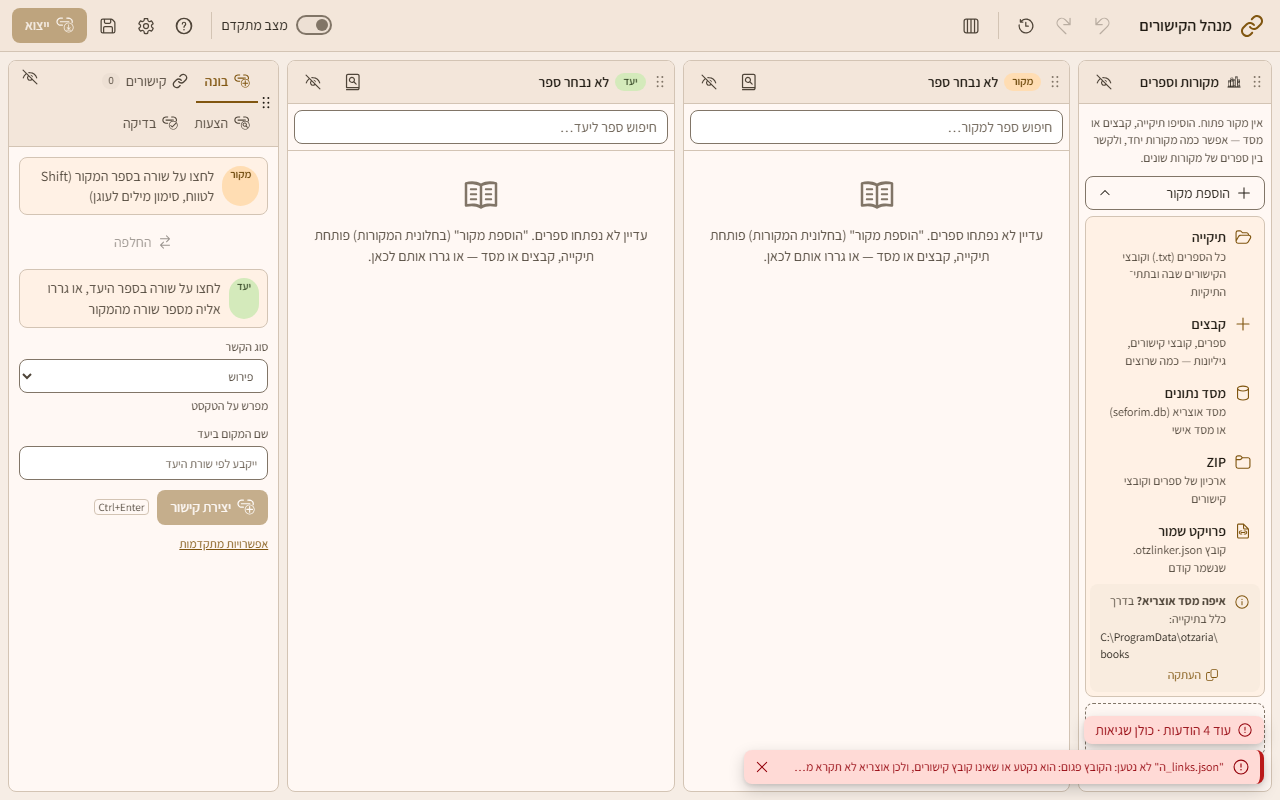 מנהל הקישורים
מצב מתקדם
ייצוא
מקורות וספרים
אין מקור פתוח. הוסיפו תיקייה, קבצים או
מסד — אפשר כמה מקורות יחד, ולקשר
בין ספרים של מקורות שונים.
הוספת מקור
תיקייה
כל הספרים (.txt) וקובצי
הקישורים שבה ובתתי־
התיקיות
קבצים
ספרים, קובצי קישורים,
גיליונות — כמה שרוצים
מסד נתונים
מסד אוצריא (seforim.db)
או מסד אישי
ZIP
ארכיון של ספרים וקובצי
קישורים
פרויקט שמור
קובץ .otzlinker.json
שנשמר קודם
איפה מסד אוצריא? בדרך
כלל בתיקייה:
C:\ProgramData\otzaria\
books
העתקה
עוד 4 הודעות · כולן שגיאות
"ה_links.json" לא נטען: הקובץ פגום: הוא נקטע או שאינו קובץ קישורים, ולכן אוצריא לא תקרא מ...
מקור
לא נבחר ספר
חיפוש ספר למקור...
עדיין לא נפתחו ספרים. "הוספת מקור" (בחלונית המקורות) פותחת
תיקייה, קבצים או מסד — או גררו אותם לכאן.
יעד
לא נבחר ספר
חיפוש ספר ליעד...
עדיין לא נפתחו ספרים. "הוספת מקור" (בחלונית המקורות) פותחת
תיקייה, קבצים או מסד — או גררו אותם לכאן.
בונה
קישורים 0
הצעות
בדיקה
מקור
לחצו על שורה בספר המקור (Shift
לטווח, סימון מילים לעוגן)
החלפה
יעד
לחצו על שורה בספר היעד, או גררו
אליה מספר שורה מהמקור
סוג הקשר
פירוש
מפרש על הטקסט
שם המקום ביעד
ייקבע לפי שורת היעד
יצירת קישור
Ctrl+Enter
אפשרויות מתקדמות